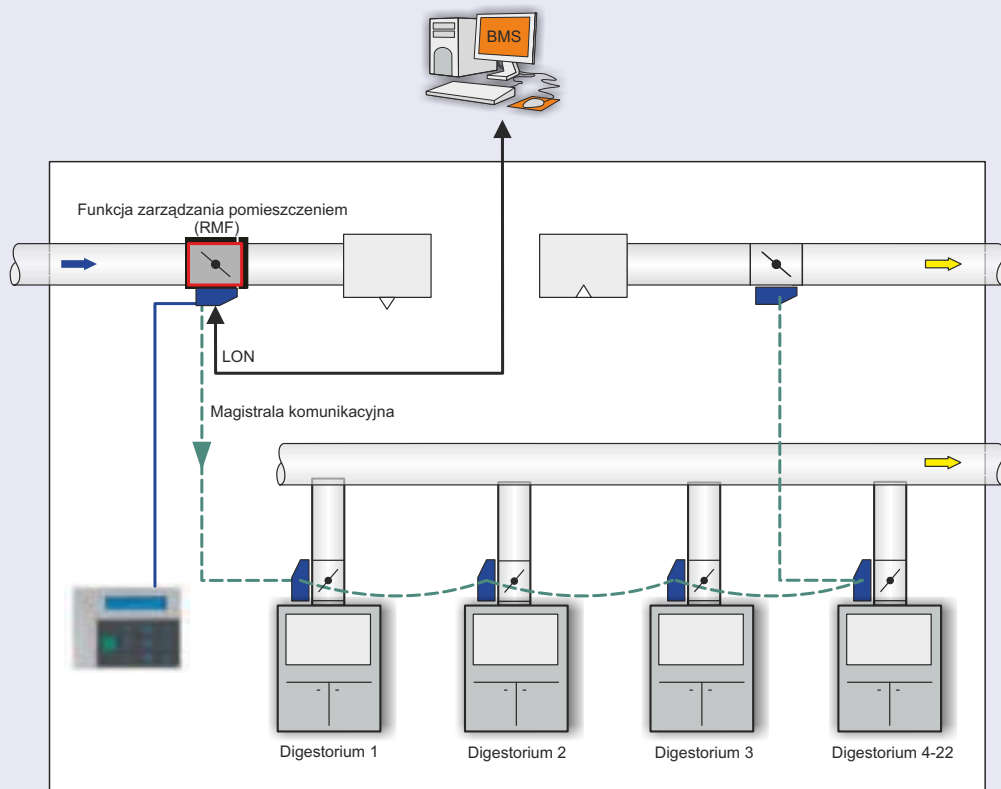 BMS
Funkcja zarządzania pomieszczeniem
(RMF)
LON
Magistrala komunikacyjna
Digestorium 1
Digestorium 2
Digestorium 3
Digestorium 4-22